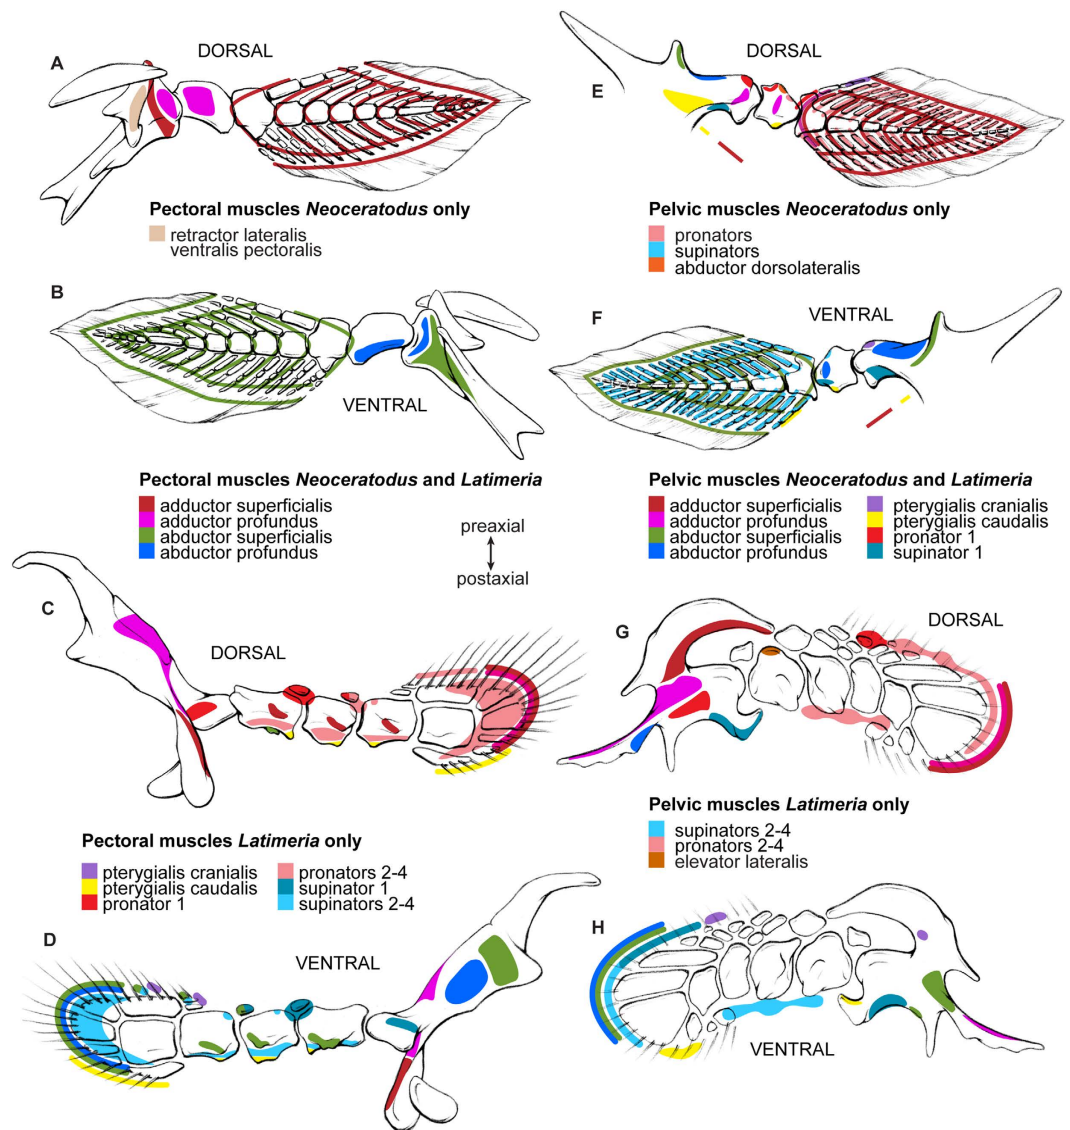 A
DORSAL
Pectoral muscles Neoceratodus only
retractor lateralis
ventralis pectoralis
B
VENTRAL
Pectoral muscles Neoceratodus and Latimeria
adductor superficialis
adductor profundus
abductor superficialis
abductor profundus
preaxial
postaxial
C
DORSAL
Pectoral muscles Latimeria only
pterygialis cranialis
pterygialis caudalis
pronator 1
pronators 2-4
supinator 1
supinators 2-4
D
VENTRAL
E
DORSAL
Pelvic muscles Neoceratodus only
pronators
supinators
abductor dorsolateralis
F
VENTRAL
Pelvic muscles Neoceratodus and Latimeria
adductor superficialis
adductor profundus
abductor superficialis
abductor profundus
pterygialis cranialis
pterygialis caudalis
pronator 1
supinator 1
G
DORSAL
Pelvic muscles Latimeria only
supinators 2-4
pronators 2-4
elevator lateralis
H
VENTRAL